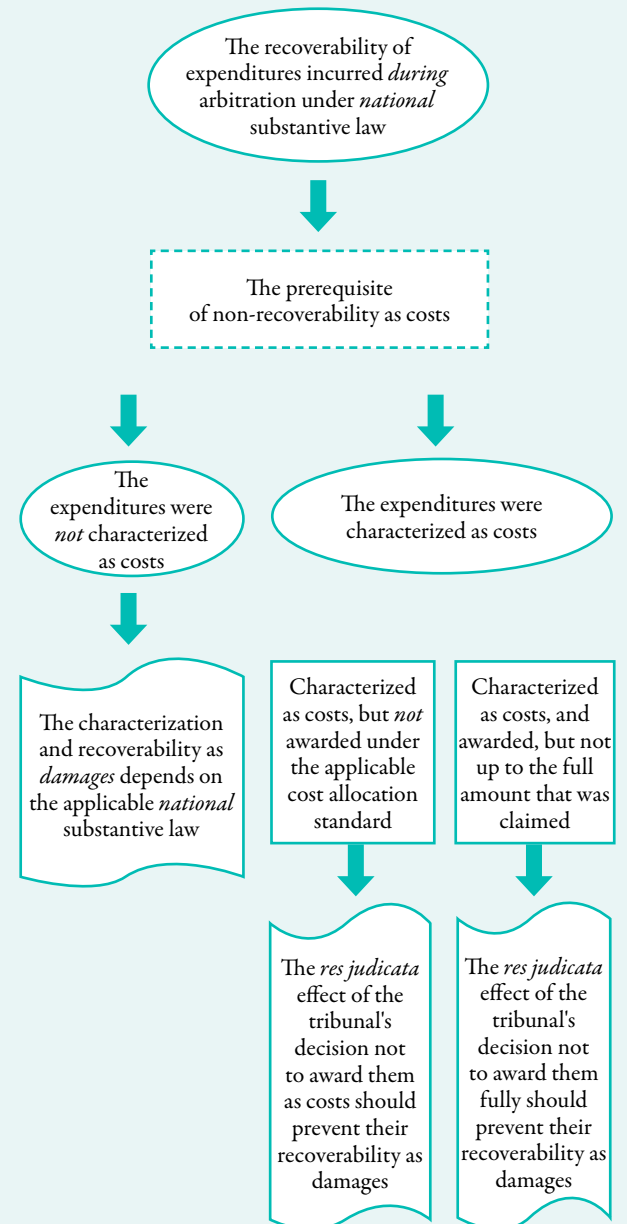 The recoverability of
expenditures incurred during
arbitration under national
substantive law
The prerequisite
of non-recoverability as costs
The
expenditures were
not characterized
as costs
The expenditures were
characterized as costs
The characterization
and recoverability as
damages depends on
the applicable national
substantive law
Characterized
as costs, but not
awarded under
the applicable
cost allocation
standard
Characterized
as costs, and
awarded, but not
up to the full
amount that was
claimed
The res judicata
effect of the
tribunal's
decision not
to award them
as costs should
prevent their
recoverability as
damages
The res judicata
effect of the
tribunal's
decision not
to award them
fully should
prevent their
recoverability as
damages